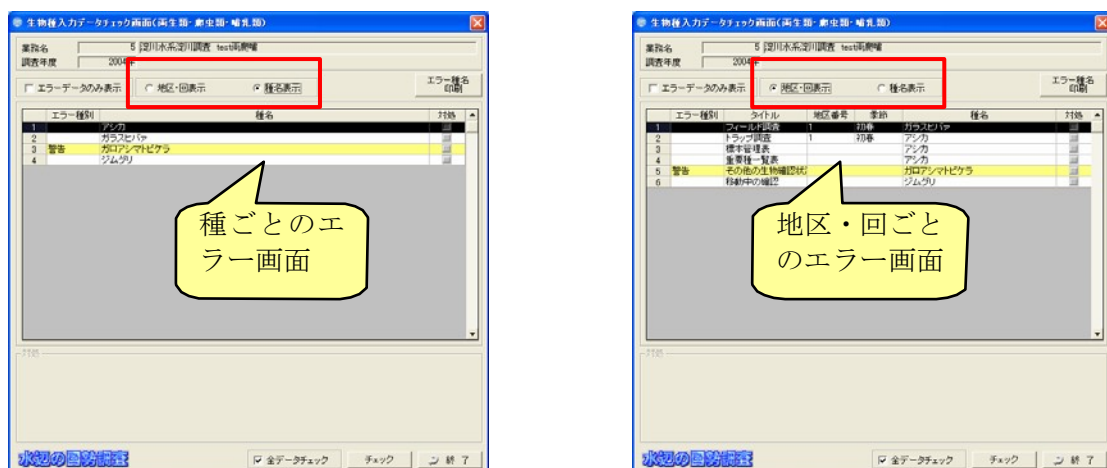 生物種入力データチェック画面(両生類・爬虫類・哺乳類)
業務名 5 淀川水系淀川調査 test両爬哺
調査年度 2004年
エラーデータのみ表示 地区・回表示 種名表示 エラー種名印刷
エラー種別 種名 対処
1 アシカ
2 ガラスヒバァ
3 警告 ガロアシマトビケラ
4 ジムグリ
種ごとのエ
ラー画面
対処
水辺の国勢調査 全データチェック チェック 終 了
生物種入力データチェック画面(両生類・爬虫類・哺乳類)
業務名 5 淀川水系淀川調査 test両爬哺
調査年度 2004年
エラーデータのみ表示 地区・回表示 種名表示 エラー種名印刷
エラー種別 タイトル 地区番号 季節 種名 対処
1 フィールド調査 1 初春 ガラスヒバァ
2 トラップ調査 1 初春 アシカ
3 標本管理表 アシカ
4 重要種一覧表 アシカ
5 警告 その他の生物確認状 ガロアシマトビケラ
6 移動中の確認 ジムグリ
地区・回ごと
のエラー画面
対処
水辺の国勢調査 全データチェック チェック 終 了